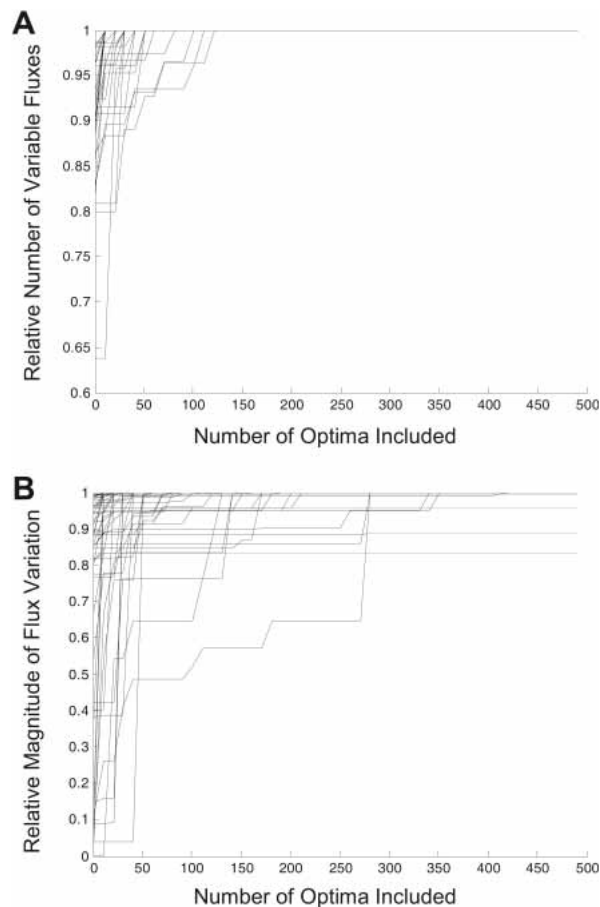 A
Relative Number of Variable Fluxes
1
0.95
0.9
0.85
0.8
0.75
0.7
0.65
0.6
0 50 100 150 200 250 300 350 400 450 500
Number of Optima Included
B
Relative Magnitude of Flux Variation
1
0.9
0.8
0.7
0.6
0.5
0.4
0.3
0.2
0.1
0
0 50 100 150 200 250 300 350 400 450 500
Number of Optima Included